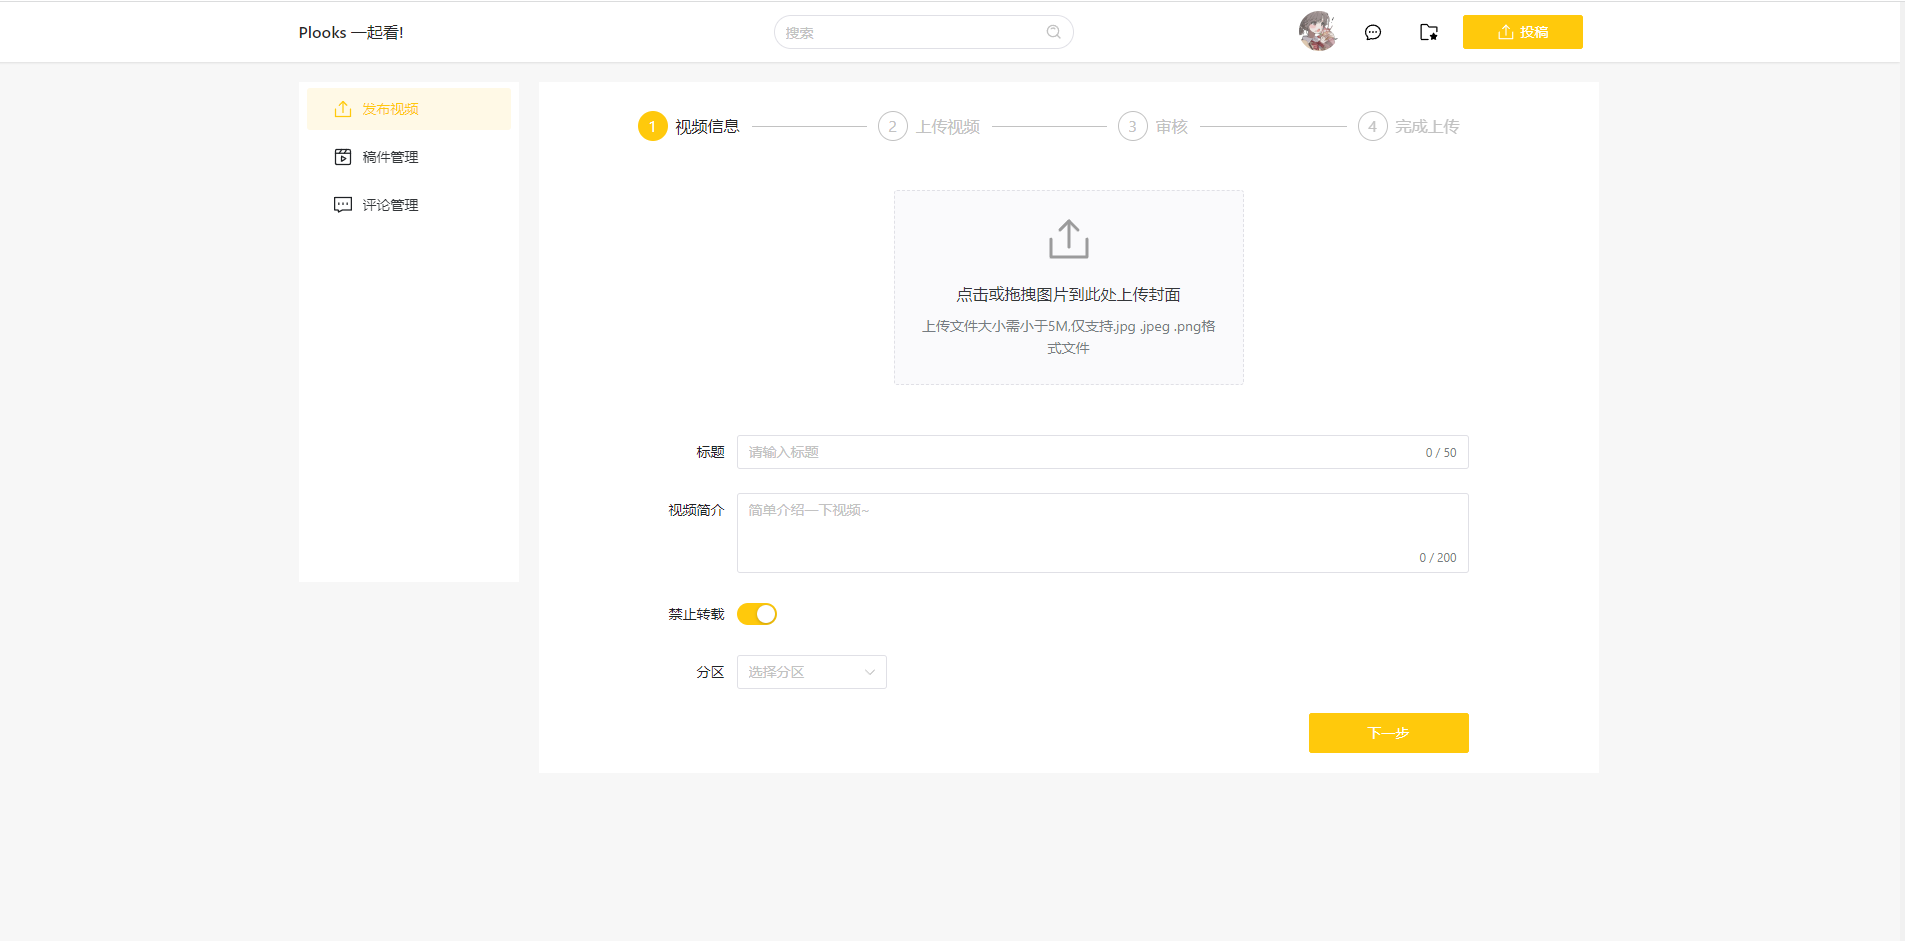 Plooks 一起看!
搜索
投稿
发布视频
稿件管理
评论管理
1 视频信息
2 上传视频
3 审核
4 完成上传
点击或拖拽图片到此处上传封面
上传文件大小需小于5M,仅支持.jpg .jpeg .png格
式文件
标题 请输入标题 0 / 50
视频简介 简单介绍一下视频~
0 / 200
禁止转载
分区 选择分区
下一步